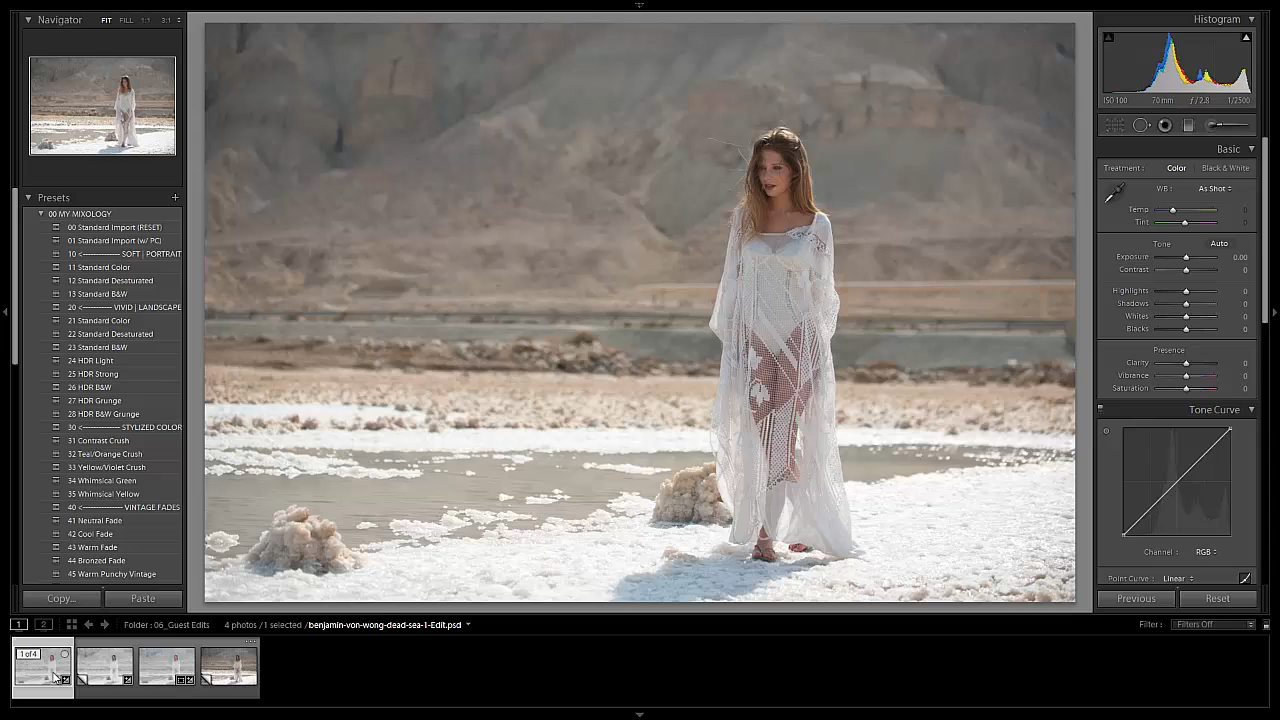 Navigator FIT FILL 1:1 3:1
Histogram
ISO 100 70 mm ƒ / 2.8 1/2500
Basic
Treatment : Color Black & White
WB : As Shot
Temp 0
Tint 0
Tone Auto
Exposure 0.00
Contrast 0
Highlights 0
Shadows 0
Whites 0
Blacks 0
Presence
Clarity 0
Vibrance 0
Saturation 0
Tone Curve
Channel : RGB
Point Curve : Linear
Previous Reset
Presets +
00 MY MIXOLOGY
00 Standard Import (RESET)
01 Standard Import (w/ PC)
10 <-------------- SOFT | PORTRAIT
11 Standard Color
12 Standard Desaturated
13 Standard B&W
20 <------------ VIVID | LANDSCAPE
21 Standard Color
22 Standard Desaturated
23 Standard B&W
24 HDR Light
25 HDR Strong
26 HDR B&W
27 HDR Grunge
28 HDR B&W Grunge
30 <-------------- STYLIZED COLOR
31 Contrast Crush
32 Teal/Orange Crush
33 Yellow/Violet Crush
34 Whimsical Green
35 Whimsical Yellow
40 <-------------- VINTAGE FADES
41 Neutral Fade
42 Cool Fade
43 Warm Fade
44 Bronzed Fade
45 Warm Punchy Vintage
Copy... Paste
1 2 Folder : 06_Guest Edits 4 photos / 1 selected / benjamin-von-wong-dead-sea-1-Edit.psd Filter : Filters Off
1 of 4